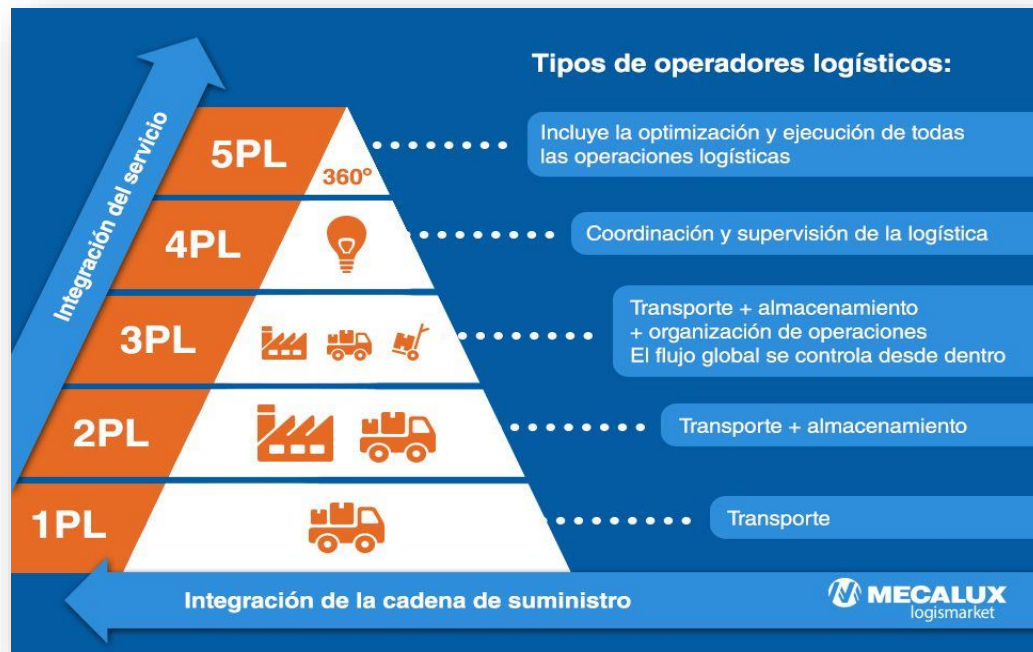 Tipos de operadores logísticos:
Integración del servicio
5PL
360º
Incluye la optimización y ejecución de todas
las operaciones logísticas
4PL
Coordinación y supervisión de la logística
3PL
Transporte + almacenamiento
+ organización de operaciones
El flujo global se controla desde dentro
2PL
Transporte + almacenamiento
1PL
Transporte
Integración de la cadena de suministro
MECALUX
logismarket